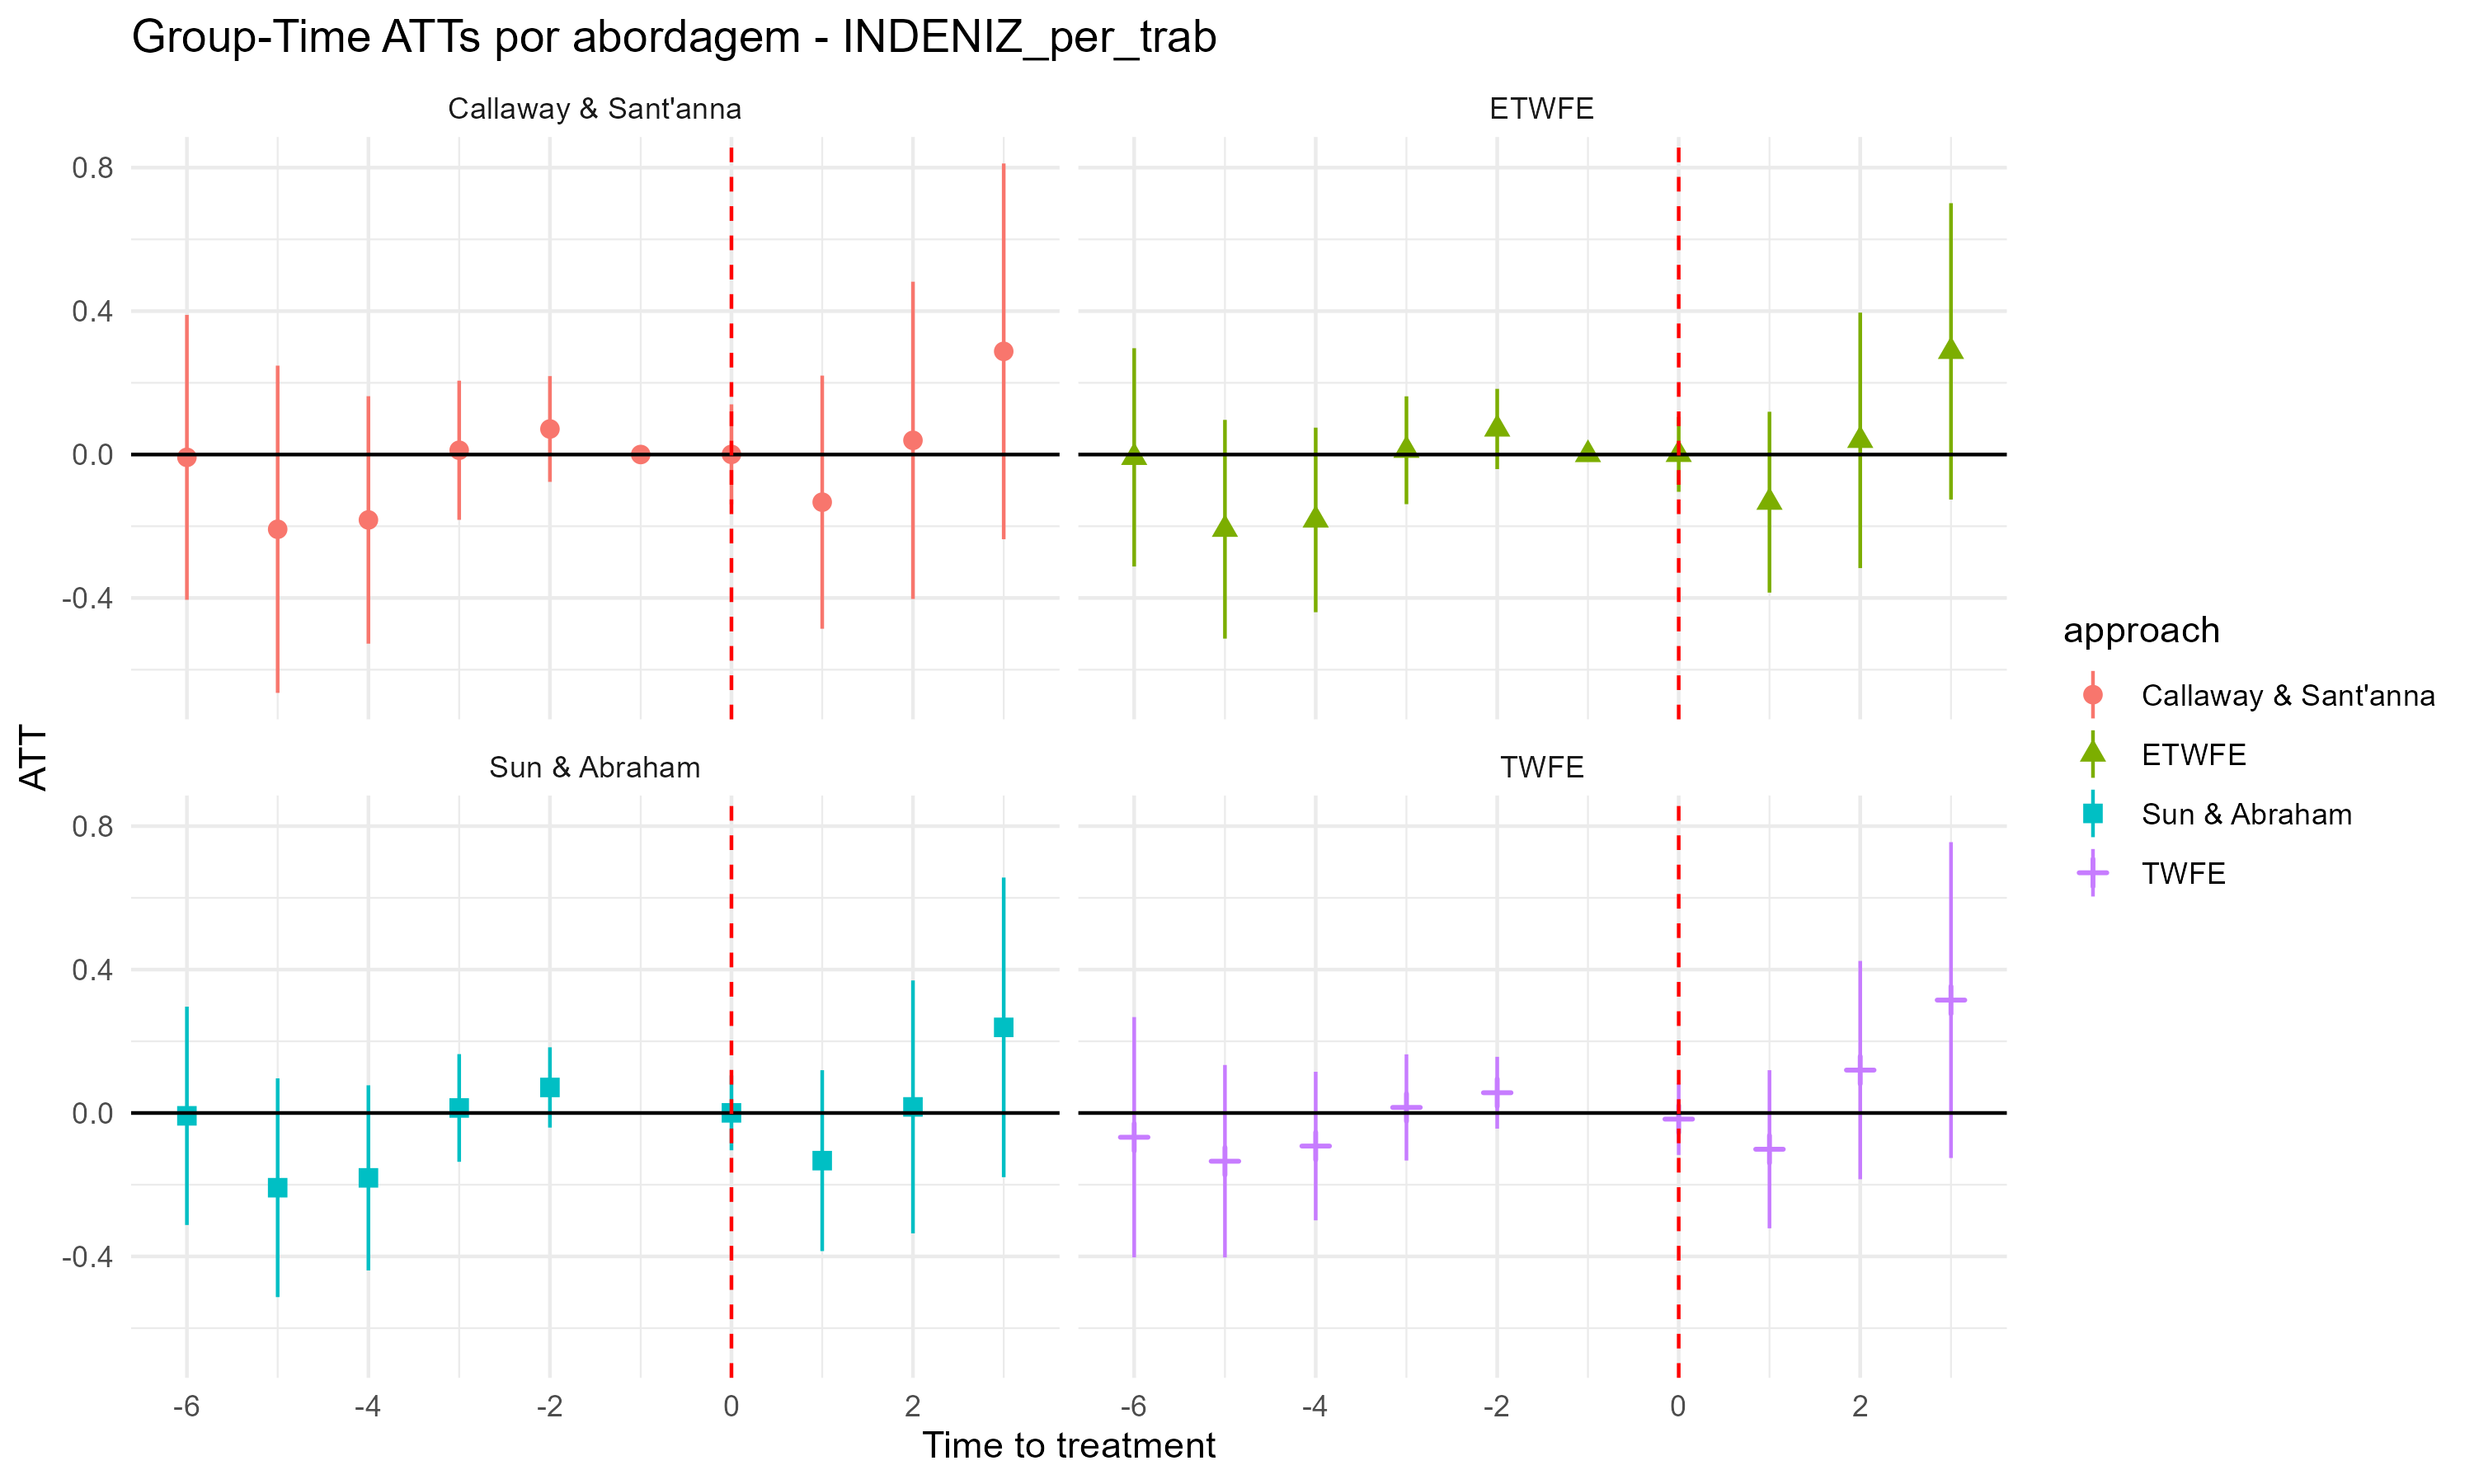 Group-Time ATTs por abordagem - INDENIZ_per_trab
Callaway & Sant'anna
ETWFE
0.8
0.4
0.0
-0.4
Sun & Abraham
TWFE
0.8
0.4
0.0
-0.4
-6
-4
-2
0
2
-6
-4
-2
0
2
Time to treatment
ATT
approach
Callaway & Sant'anna
ETWFE
Sun & Abraham
TWFE